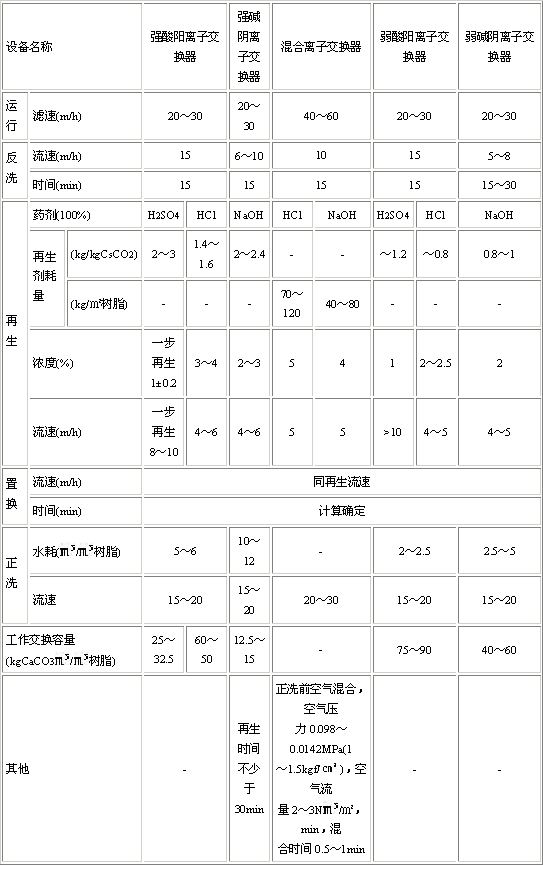 设备名称 强酸阳离子交换器 强碱阴离子交换器 混合离子交换器 弱酸阳离子交换器 弱碱阴离子交换器
运行 滤速(m/h) 20～30 20～30 40～60 20～30 20～30
反洗 流速(m/h) 15 6～10 10 15 5～8
时间(min) 15 15 15 15 15～30
再生 药剂(100%) H2SO4 HCl NaOH HCl NaOH H2SO4 HCl NaOH
再生剂耗量 (kg/kgCsCO2) 2～3 1.4～1.6 2～2.4 - - ～1.2 ～0.8 0.8～1
(kg/m³树脂) - - - 70～120 40～80 - - -
浓度(%) 一步再生1±0.2 3～4 2～3 5 4 1 2～2.5 2
流速(m/h) 一步再生8～10 4～6 4～6 5 5 >10 4～5 4～5
置换 流速(m/h) 同再生流速
时间(min) 计算确定
正洗 水耗(m³/m³树脂) 5～6 10～12 - 2～2.5 2.5～5
流速 15～20 15～20 20～30 15～20 15～20
工作交换容量(kgCaCO3m³/m³树脂) 25～32.5 60～50 12.5～15 - 75～90 40～60
其他 - 再生时间不少于30min 正洗前空气混合，空气压力0.098～0.0142MPa(1～1.5kgf/cm²)，空气流量2～3Nm³/m²，min，混合时间0.5～1min - -